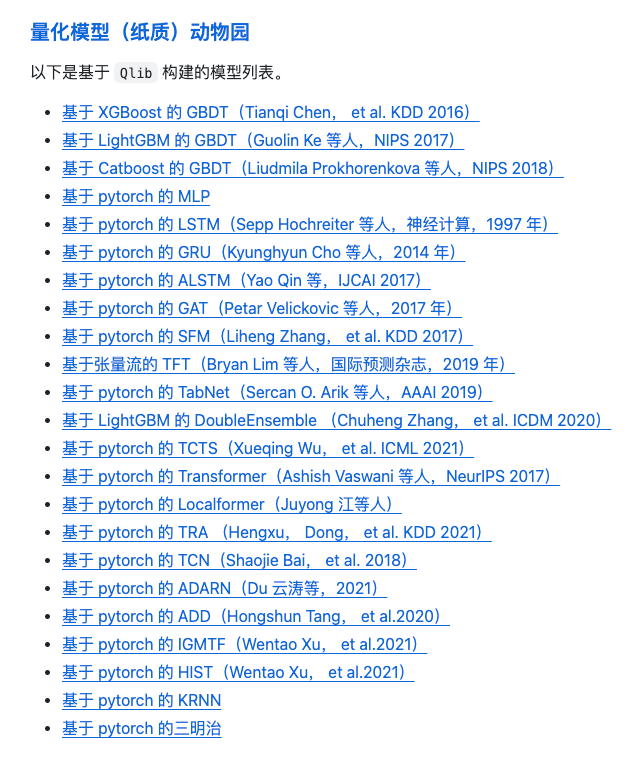 量化模型（纸质）动物园
以下是基于 Qlib 构建的模型列表。
基于 XGBoost 的 GBDT（Tianqi Chen， et al. KDD 2016）
基于 LightGBM 的 GBDT（Guolin Ke 等人，NIPS 2017）
基于 Catboost 的 GBDT（Liudmila Prokhorenkova 等人，NIPS 2018）
基于 pytorch 的 MLP
基于 pytorch 的 LSTM（Sepp Hochreiter 等人，神经计算，1997 年）
基于 pytorch 的 GRU（Kyunghyun Cho 等人，2014 年）
基于 pytorch 的 ALSTM（Yao Qin 等，IJCAI 2017）
基于 pytorch 的 GAT（Petar Velickovic 等人，2017 年）
基于 pytorch 的 SFM（Liheng Zhang， et al. KDD 2017）
基于张量流的 TFT（Bryan Lim 等人，国际预测杂志，2019 年）
基于 pytorch 的 TabNet（Sercan O. Arik 等人，AAAI 2019）
基于 LightGBM 的 DoubleEnsemble （Chuheng Zhang， et al. ICDM 2020）
基于 pytorch 的 TCTS（Xueqing Wu， et al. ICML 2021）
基于 pytorch 的 Transformer（Ashish Vaswani 等人，NeurIPS 2017）
基于 pytorch 的 Localformer（Juyong 江等人）
基于 pytorch 的 TRA （Hengxu， Dong， et al. KDD 2021）
基于 pytorch 的 TCN（Shaojie Bai， et al. 2018）
基于 pytorch 的 ADARN（Du 云涛等，2021）
基于 pytorch 的 ADD（Hongshun Tang， et al.2020）
基于 pytorch 的 IGMTF（Wentao Xu， et al.2021）
基于 pytorch 的 HIST（Wentao Xu， et al.2021）
基于 pytorch 的 KRNN
基于 pytorch 的三明治